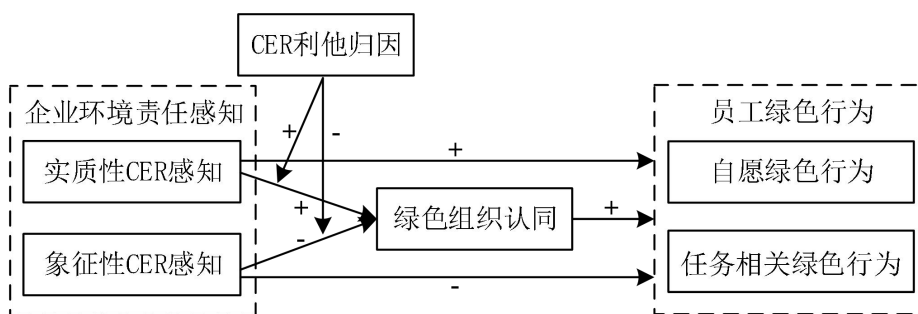 CER利他归因
企业环境责任感知
员工绿色行为
+
-
+
实质性CER感知
自愿绿色行为
+
绿色组织认同
+
-
象征性CER感知
任务相关绿色行为
-